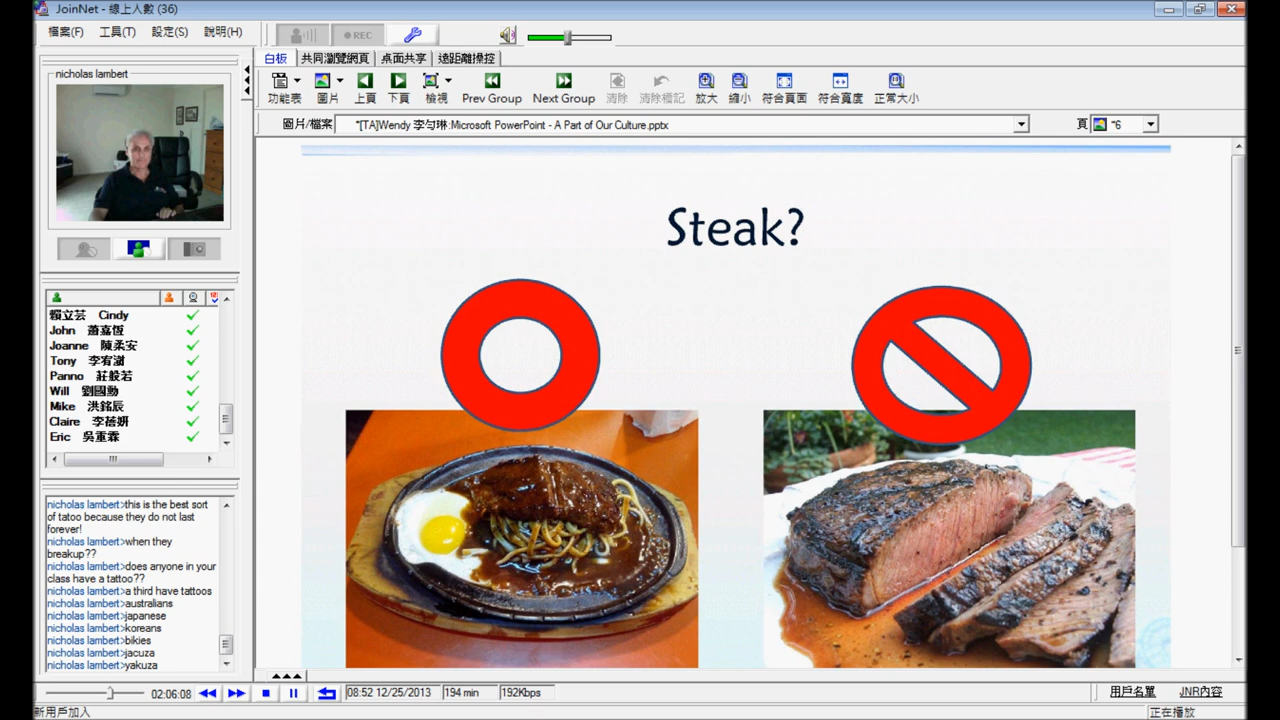 JoinNet - 線上人數 (36)
檔案(F) 工具(T) 設定(S) 說明(H)
REC
nicholas lambert
白板 共同瀏覽網頁 桌面共享 遠距離操控
功能表 圖片 上頁 下頁 檢視 Prev Group Next Group 清除 清除標記 放大 縮小 符合頁面 符合寬度 正常大小
圖片/檔案 *[TA]Wendy 李勻琳:Microsoft PowerPoint - A Part of Our Culture.pptx 頁 *6
Steak?
賴立芸 Cindy
John 蕭嘉恆
Joanne 陳柔安
Tony 李宥澍
Panno 莊般若
Will 劉國勳
Mike 洪銘辰
Claire 李蓓妍
Eric 吳重霖
nicholas lambert>this is the best sort
of tatoo because they do not last
forever!
nicholas lambert>when they
breakup??
nicholas lambert>does anyone in your
class have a tattoo??
nicholas lambert>a third have tattoos
nicholas lambert>australians
nicholas lambert>japanese
nicholas lambert>koreans
nicholas lambert>bikies
nicholas lambert>jacuza
nicholas lambert>yakuza
02:06:08 08:52 12/25/2013 194 min 192Kbps 用戶名單 JNR內容
新用戶加入 正在播放